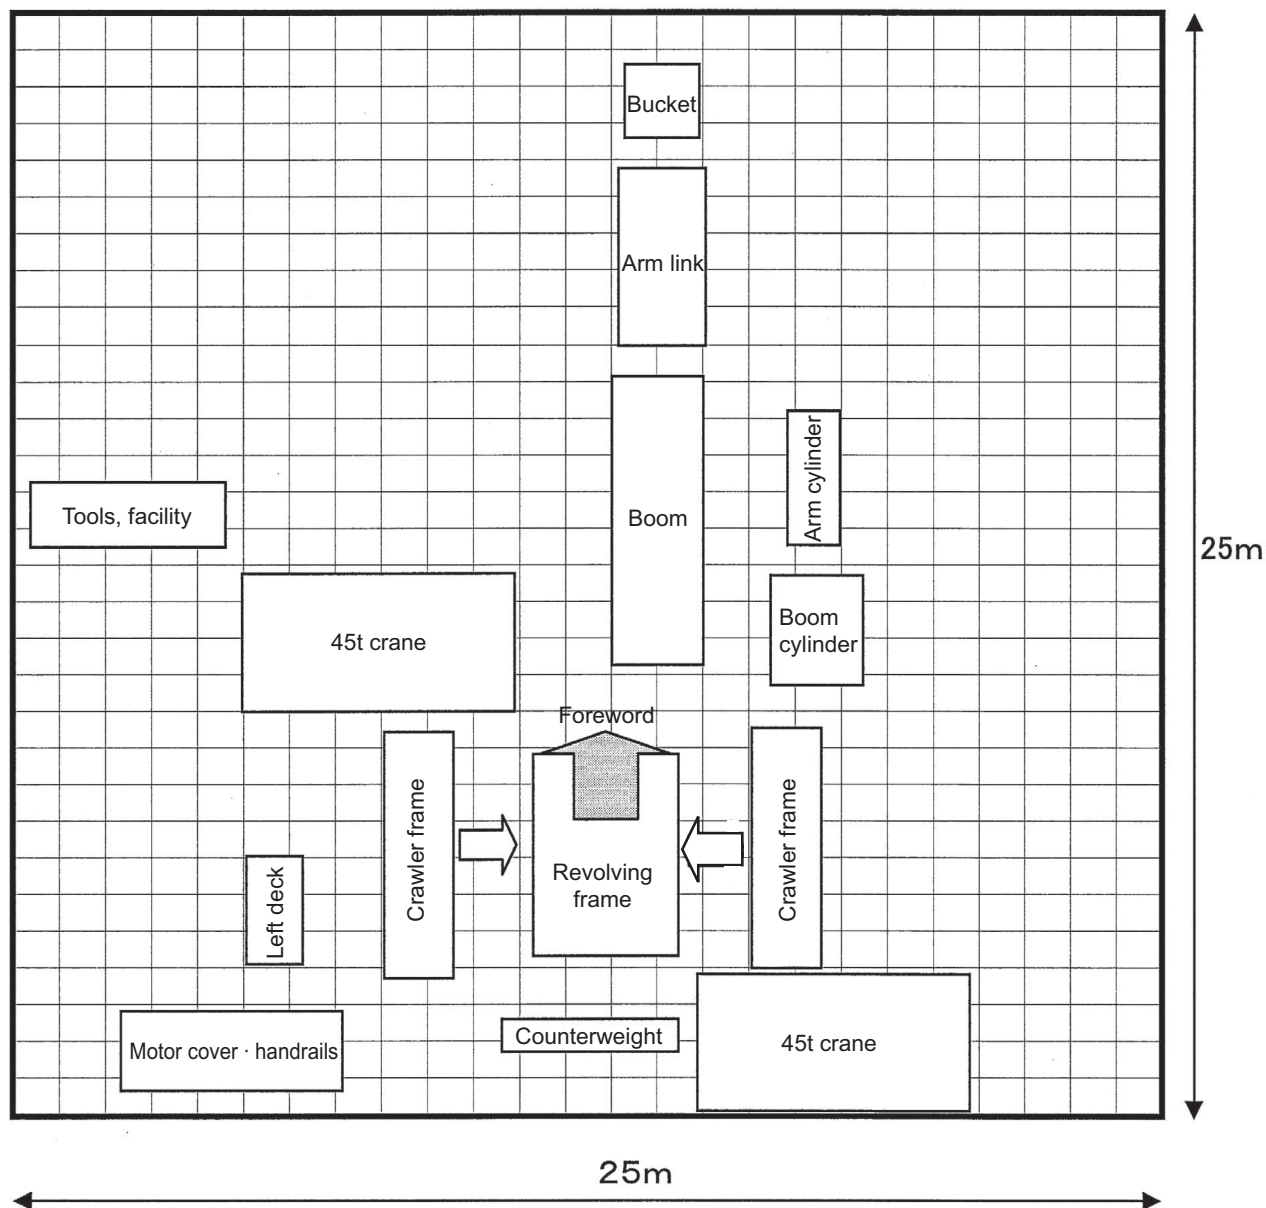 Bucket
Arm link
Arm cylinder
Tools, facility
Boom
25m
Boom
cylinder
45t crane
Foreword
Crawler frame
Crawler frame
Revolving
frame
Left deck
Counterweight
Motor cover · handrails
45t crane
25m